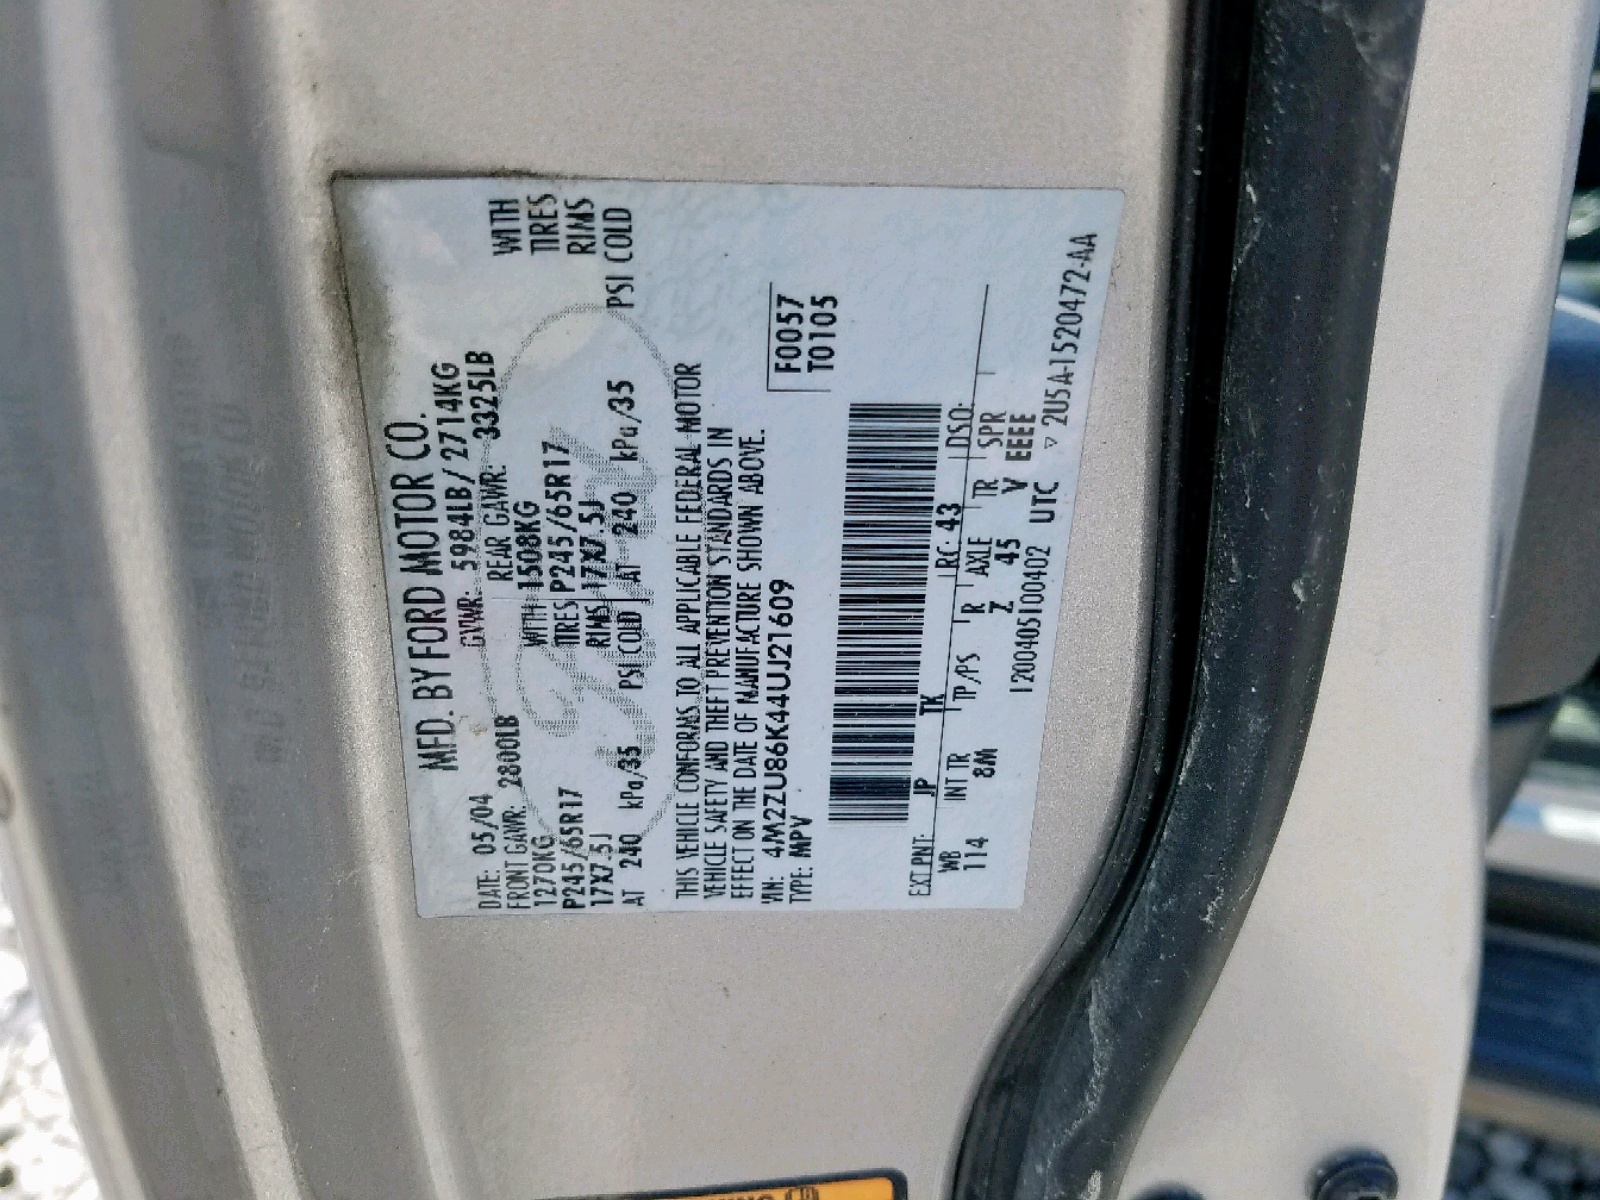 MFD. BY FORD MOTOR CO.
DATE: 05/04 GVWR: 5984LB/2714KG
FRONT GAWR: 2800LB REAR GAWR: 3325LB
1270KG WITH 1508KG WITH
P245/65R17 TIRES P245/65R17 TIRES
17X7.5J RIMS 17X7.5J RIMS
AT 240 kPa/35 PSI COLD AT 240 kPa/35 PSI COLD
THIS VEHICLE CONFORMS TO ALL APPLICABLE FEDERAL MOTOR
VEHICLE SAFETY AND THEFT PREVENTION STANDARDS IN
EFFECT ON THE DATE OF MANUFACTURE SHOWN ABOVE.
VIN: 4M2ZU86K44UJ21609
TYPE: MPV
F0057
T0105
EXT PNT: JP TK RC: 43 DSO:
WB INT TR TP/PS R AXLE TR SPR
114 8M Z 45 V EEEE
12004051 00402 UTC ▽ 2U5A-1520472-AA